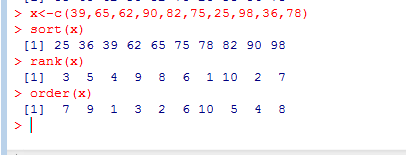 > x<-c(39,65,62,90,82,75,25,98,36,78)
> sort(x)
[1] 25 36 39 62 65 75 78 82 90 98
> rank(x)
[1]  3  5  4  9  8  6  1 10  2  7
> order(x)
[1]  7  9  1  3  2  6 10  5  4  8
>